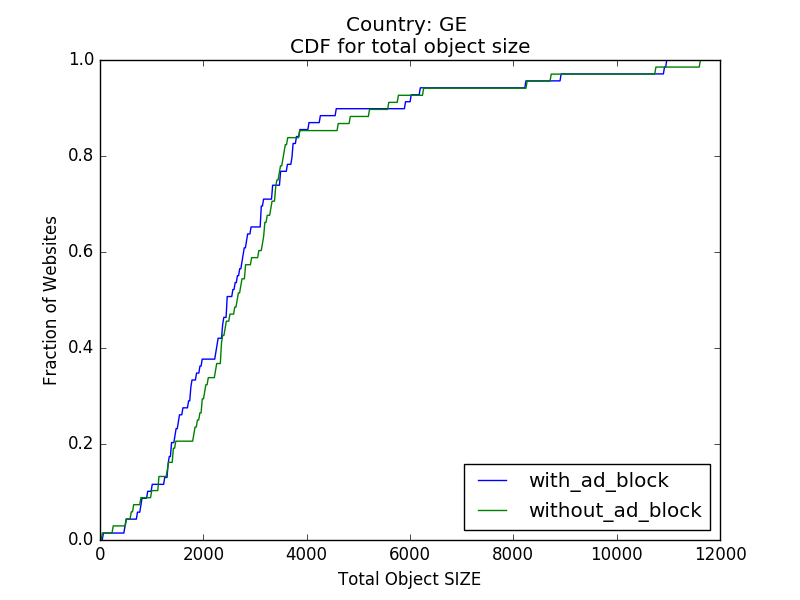 Country: GE
CDF for total object size
1.0
0.8
0.6
0.4
0.2
0.0
Fraction of Websites
with_ad_block
without_ad_block
0
2000
4000
6000
8000
10000
12000
Total Object SIZE